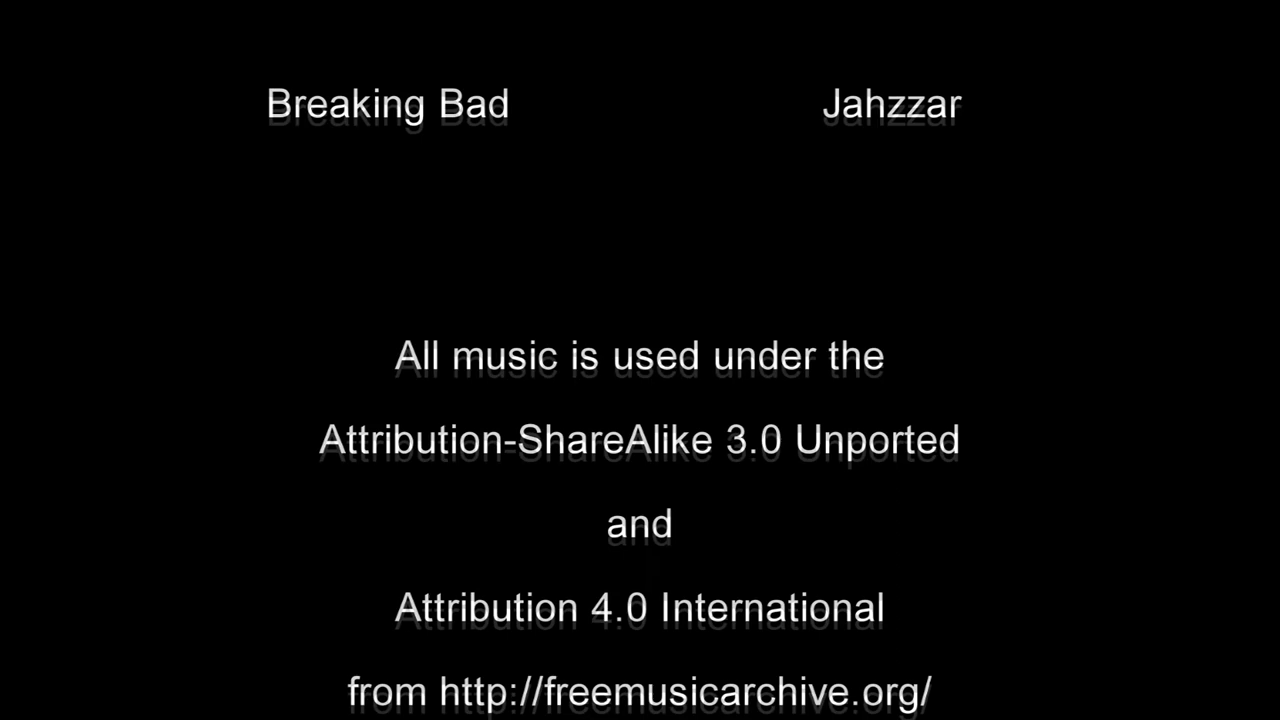 Breaking Bad Jahzzar
All music is used under the
Attribution-ShareAlike 3.0 Unported
and
Attribution 4.0 International
from http://freemusicarchive.org/